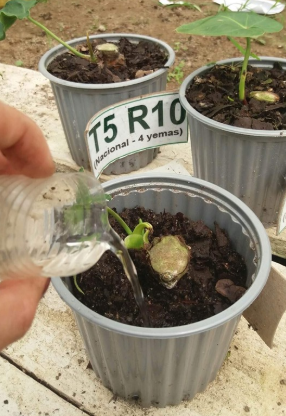 T5 R10
(Nacional - 4 yemas)